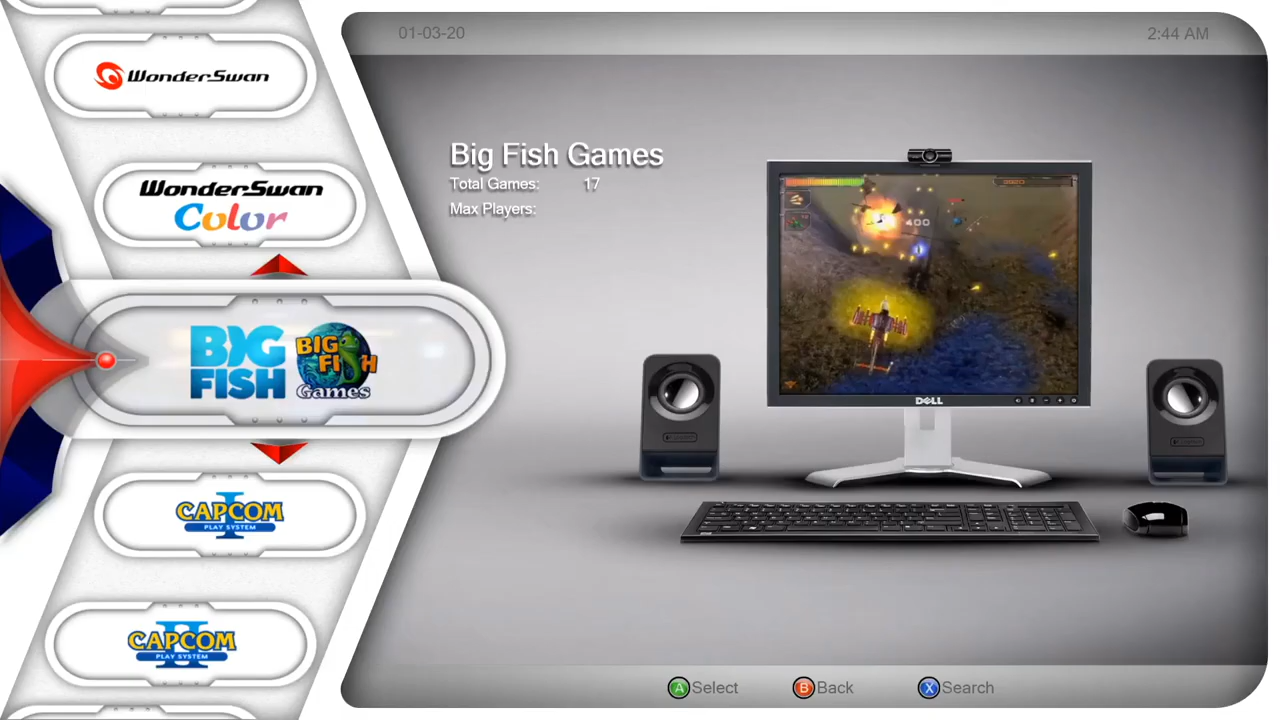 01-03-20
2:44 AM
WonderSwan
WonderSwan
Color
BIG
FISH
BIG
FISH
Games
I
CAPCOM
PLAY SYSTEM
II
CAPCOM
PLAY SYSTEM
Big Fish Games
Total Games: 17
Max Players:
400
DELL
A Select
B Back
X Search